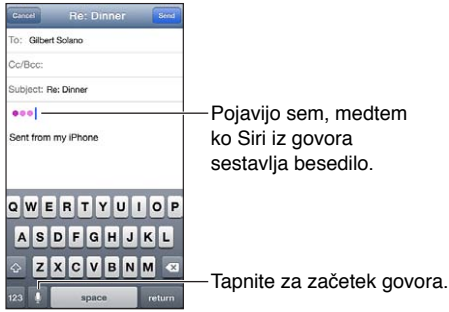 Cancel Re: Dinner Send
To: Gilbert Solano
Cc/Bcc:
Subject: Re: Dinner
Pojavijo sem, medtem
ko Siri iz govora
sestavlja besedilo.
Sent from my iPhone
Q W E R T Y U I O P
A S D F G H J K L
Z X C V B N M
Tapnite za začetek govora.
123 space return